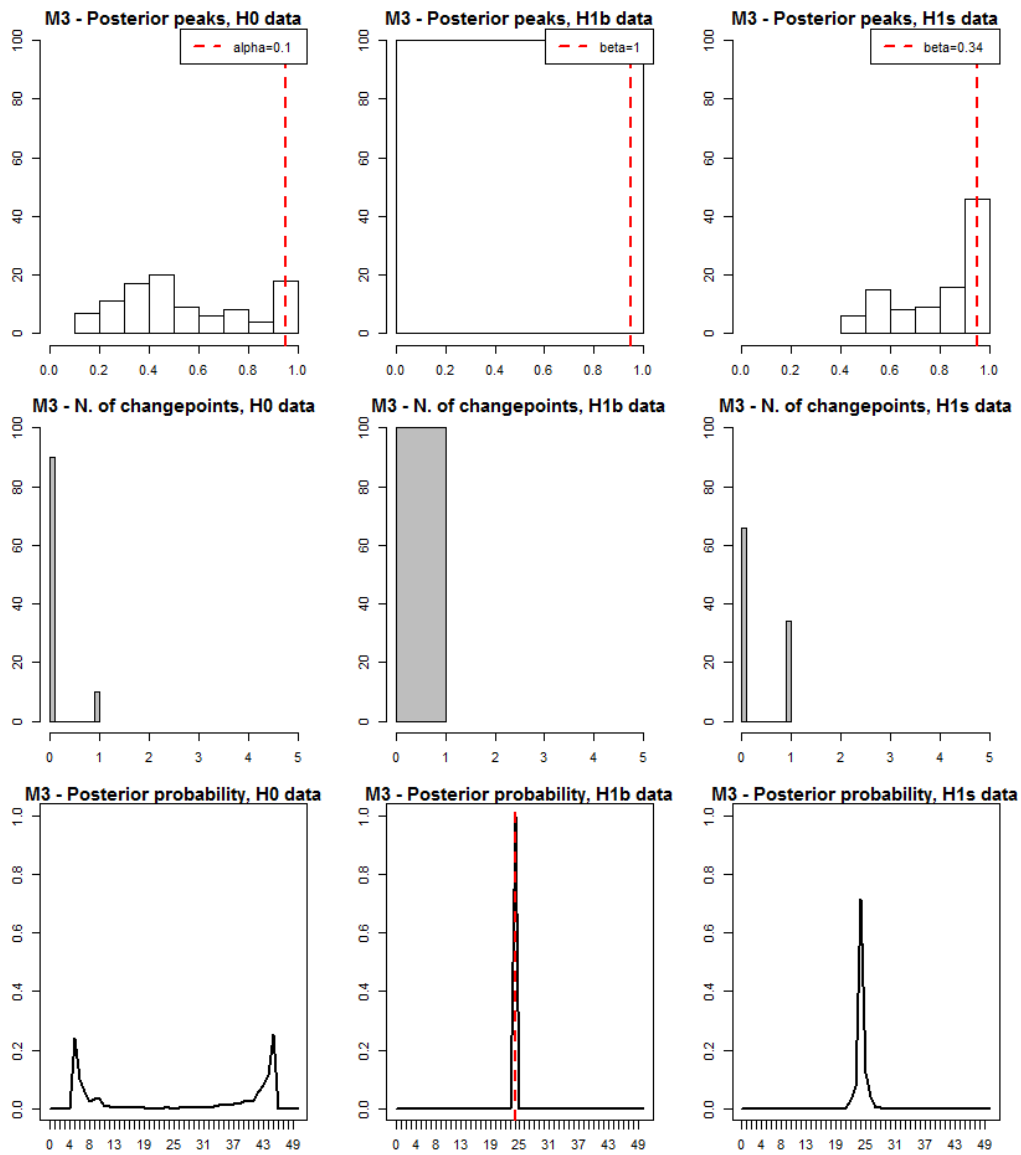 M3 - Posterior peaks, H0 data
M3 - Posterior peaks, H1b data
M3 - Posterior peaks, H1s data
alpha=0.1
beta=1
beta=0.34
100
80
60
40
20
0
100
80
60
40
20
0
100
80
60
40
20
0
0.0 0.2 0.4 0.6 0.8 1.0
0.0 0.2 0.4 0.6 0.8 1.0
0.0 0.2 0.4 0.6 0.8 1.0
M3 - N. of changepoints, H0 data
M3 - N. of changepoints, H1b data
M3 - N. of changepoints, H1s data
100
80
60
40
20
0
100
80
60
40
20
0
100
80
60
40
20
0
0 1 2 3 4 5
0 1 2 3 4 5
0 1 2 3 4 5
M3 - Posterior probability, H0 data
M3 - Posterior probability, H1b data
M3 - Posterior probability, H1s data
1.0
0.8
0.6
0.4
0.2
0.0
1.0
0.8
0.6
0.4
0.2
0.0
1.0
0.8
0.6
0.4
0.2
0.0
0 4 8 13 19 25 31 37 43 49
0 4 8 13 19 25 31 37 43 49
0 4 8 13 19 25 31 37 43 49